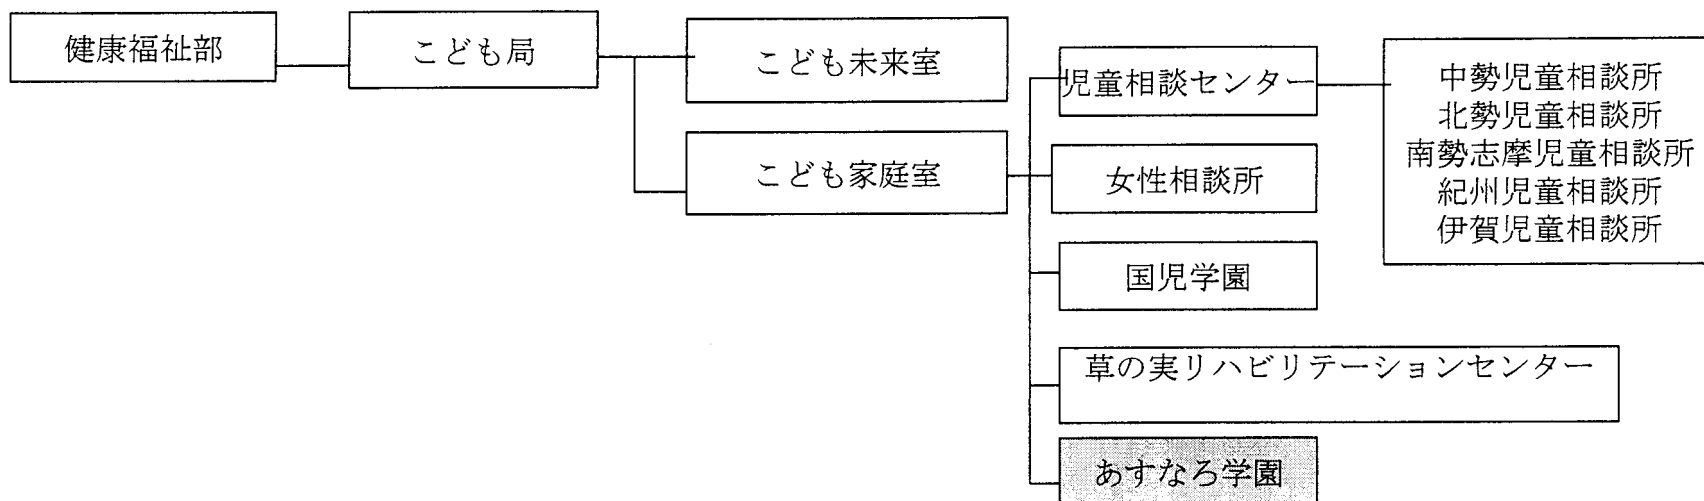 健康福祉部
こども局
こども未来室
こども家庭室
児童相談センター
中勢児童相談所
北勢児童相談所
南勢志摩児童相談所
紀州児童相談所
伊賀児童相談所
女性相談所
国児学園
草の実リハビリテーションセンター
あすなろ学園